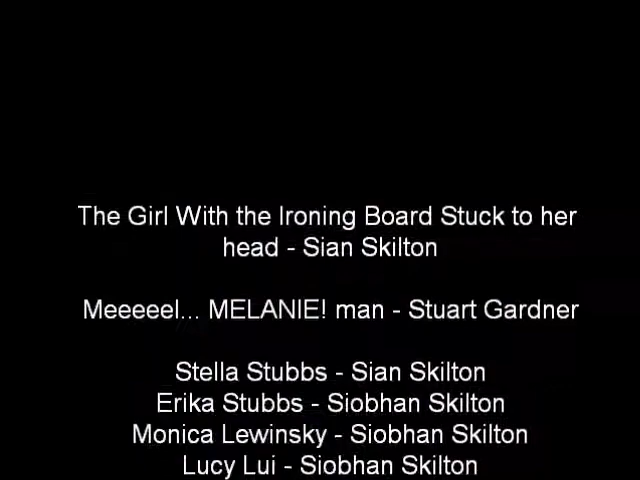 The Girl With the Ironing Board Stuck to her
head - Sian Skilton
Meeeeel... MELANIE! man - Stuart Gardner
Stella Stubbs - Sian Skilton
Erika Stubbs - Siobhan Skilton
Monica Lewinsky - Siobhan Skilton
Lucy Lui - Siobhan Skilton